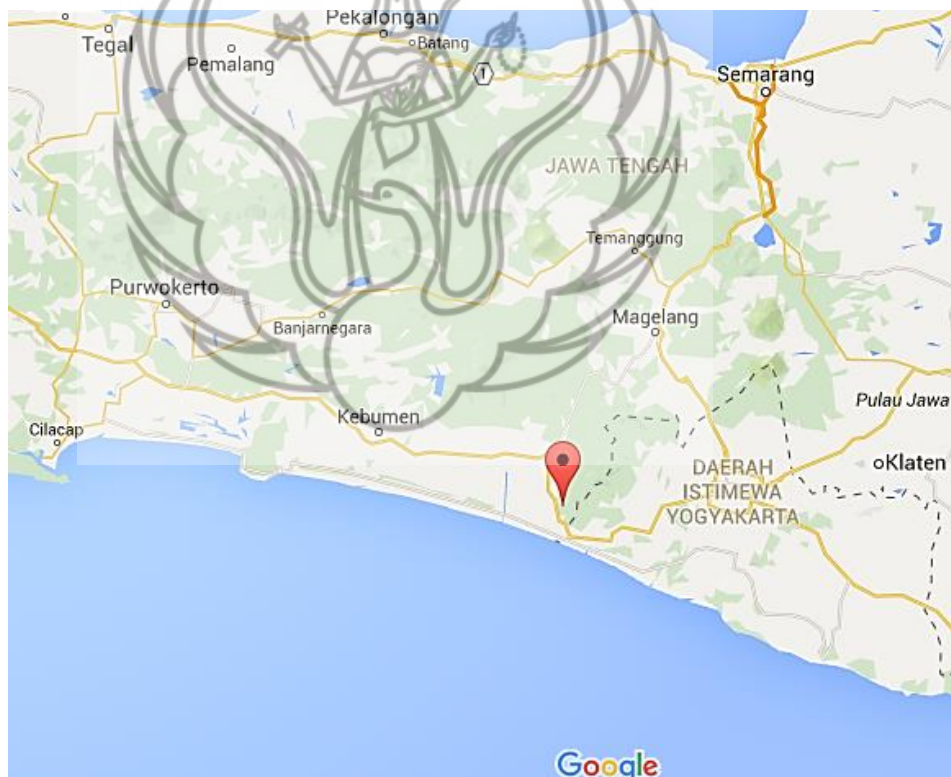 Pekalongan
Tegal
Batang
Pemalang
1
Semarang
JAWA TENGAH
Temanggung
Purwokerto
Banjarnegara
Magelang
Pulau Jawa
Kebumen
Cilacap
DAERAH
ISTIMEWA
YOGYAKARTA
Klaten
Google